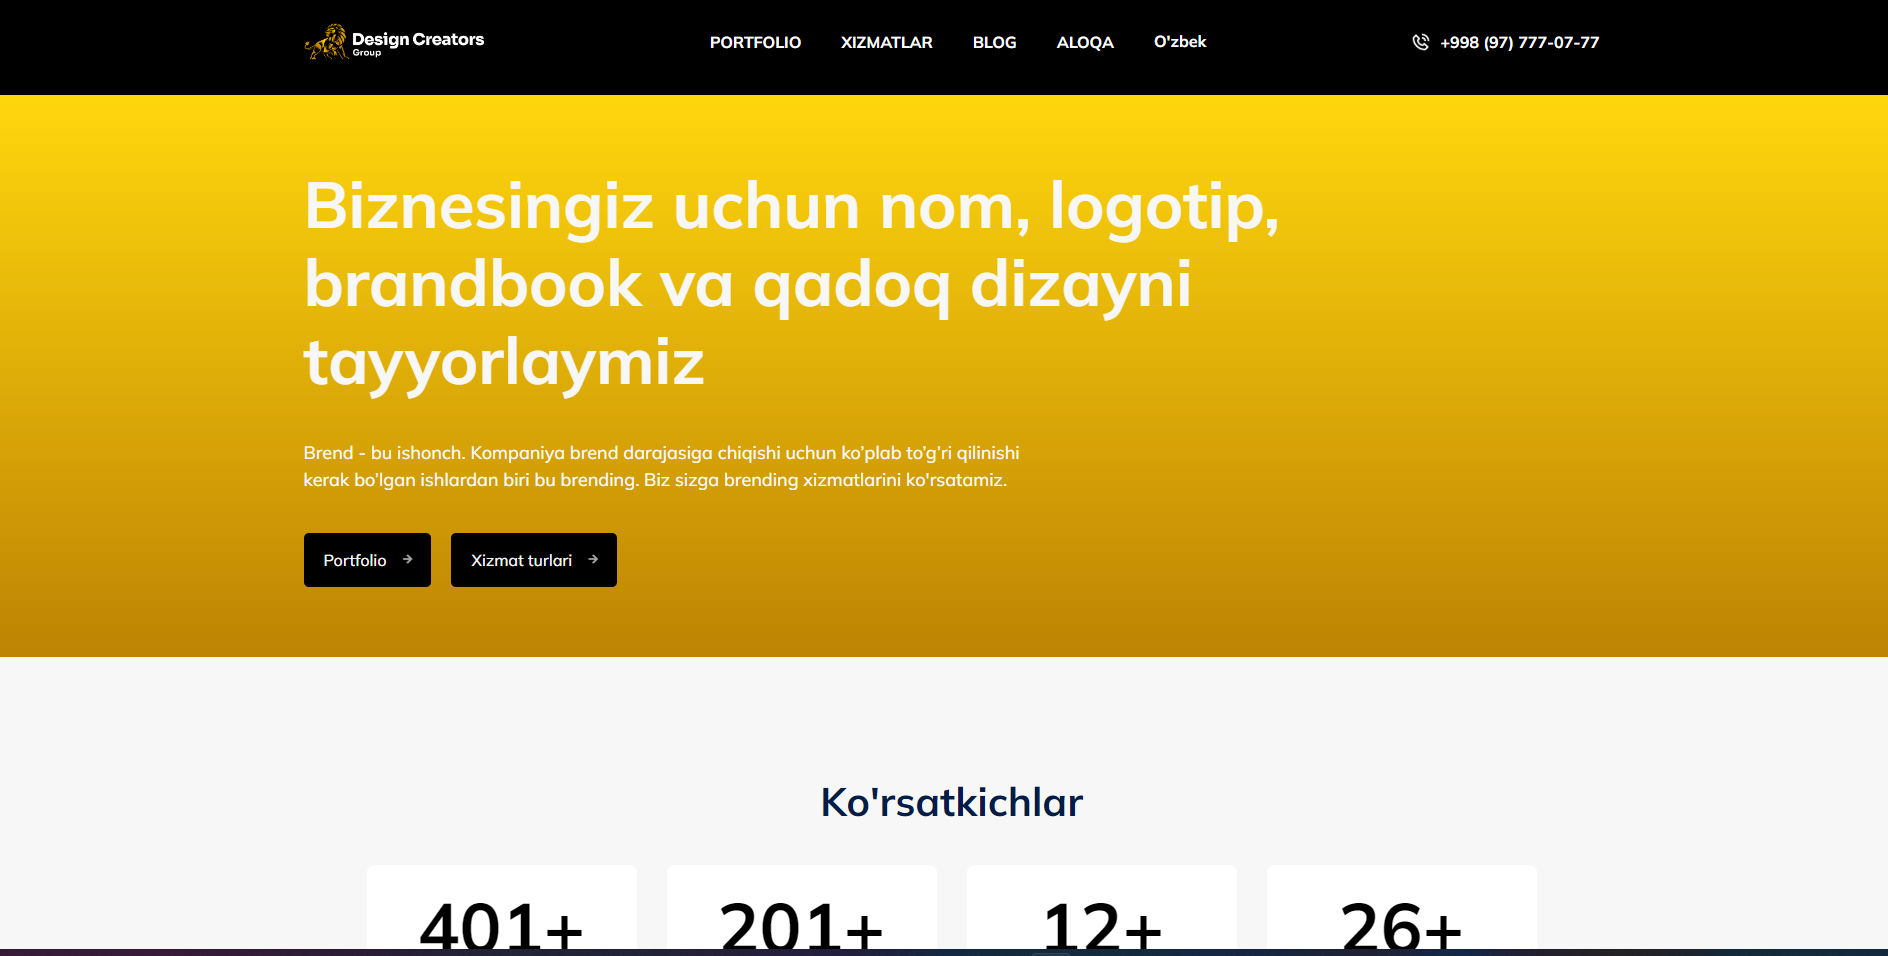 Design Creators
Group
PORTFOLIO
XIZMATLAR
BLOG
ALOQA
O'zbek
+998 (97) 777-07-77
Biznesingiz uchun nom, logotip,
brandbook va qadoq dizayni
tayyorlaymiz
Brend - bu ishonch. Kompaniya brend darajasiga chiqishi uchun ko’plab to’g’ri qilinishi
kerak bo’lgan ishlardan biri bu brending. Biz sizga brending xizmatlarini ko'rsatamiz.
Portfolio →
Xizmat turlari →
Ko'rsatkichlar
401+
201+
12+
26+